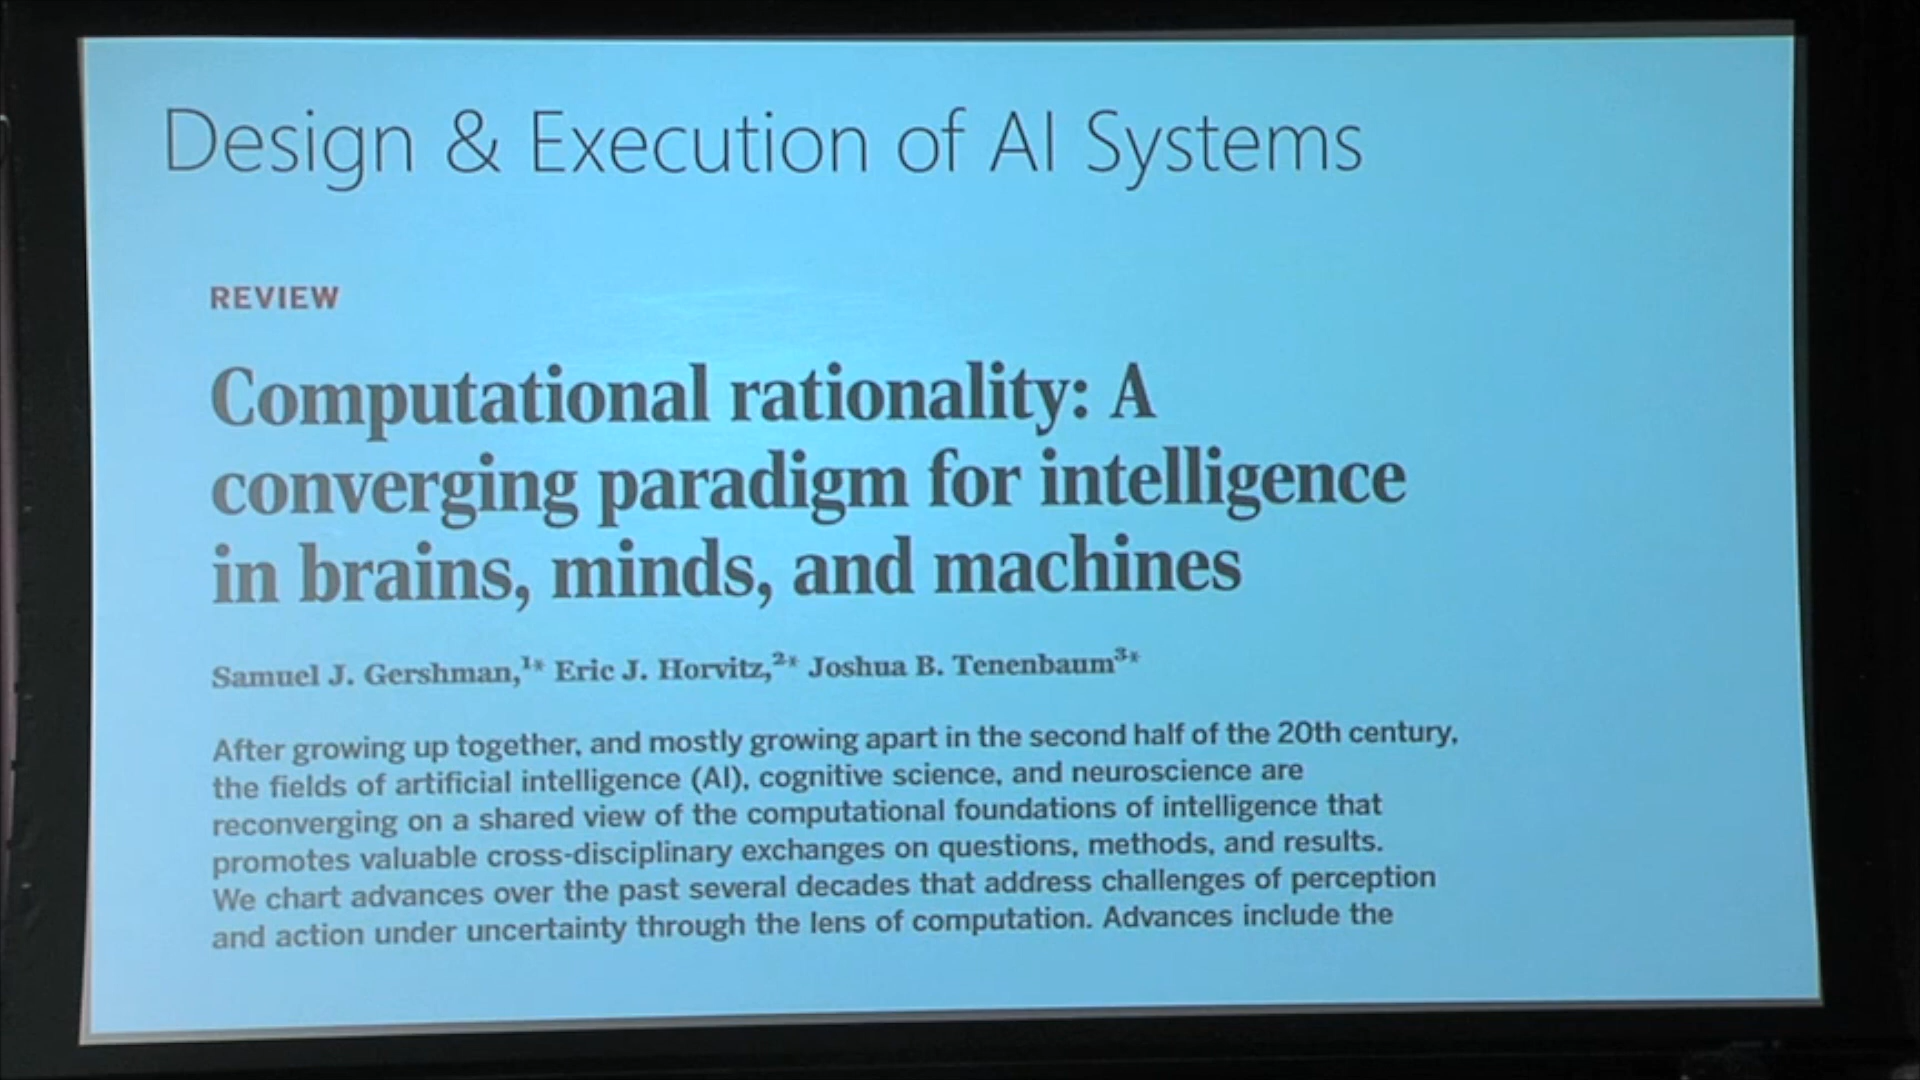 Design & Execution of AI Systems
REVIEW
Computational rationality: A
converging paradigm for intelligence
in brains, minds, and machines
Samuel J. Gershman,¹* Eric J. Horvitz,²* Joshua B. Tenenbaum³*
After growing up together, and mostly growing apart in the second half of the 20th century,
the fields of artificial intelligence (AI), cognitive science, and neuroscience are
reconverging on a shared view of the computational foundations of intelligence that
promotes valuable cross-disciplinary exchanges on questions, methods, and results.
We chart advances over the past several decades that address challenges of perception
and action under uncertainty through the lens of computation. Advances include the